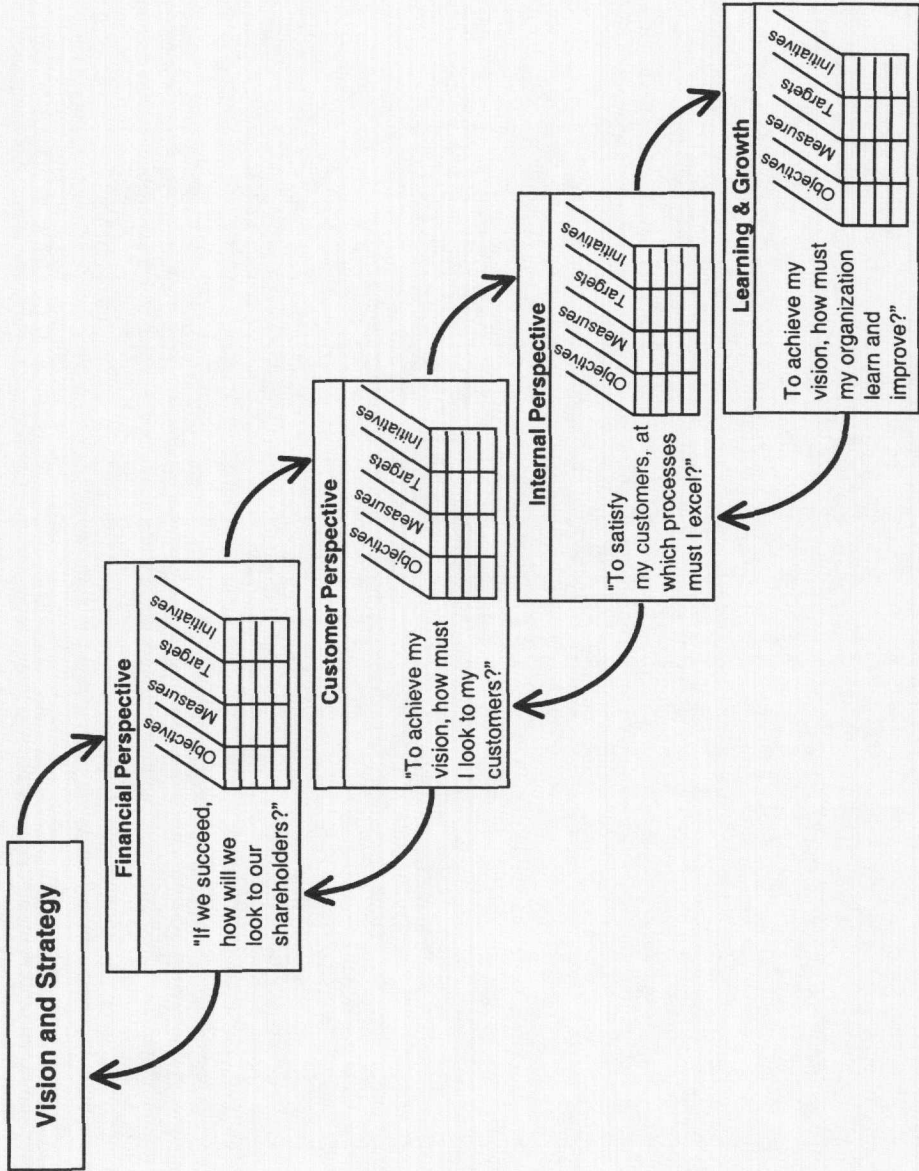 Vision and Strategy
Financial Perspective
"If we succeed,
how will we
look to our
shareholders?"
Objectives
Measures
Targets
Initiatives
Customer Perspective
"To achieve my
vision, how must
I look to my
customers?"
Objectives
Measures
Targets
Initiatives
Internal Perspective
"To satisfy
my customers, at
which processes
must I excel?"
Objectives
Measures
Targets
Initiatives
Learning & Growth
To achieve my
vision, how must
my organization
learn and
improve?"
Objectives
Measures
Targets
Initiatives